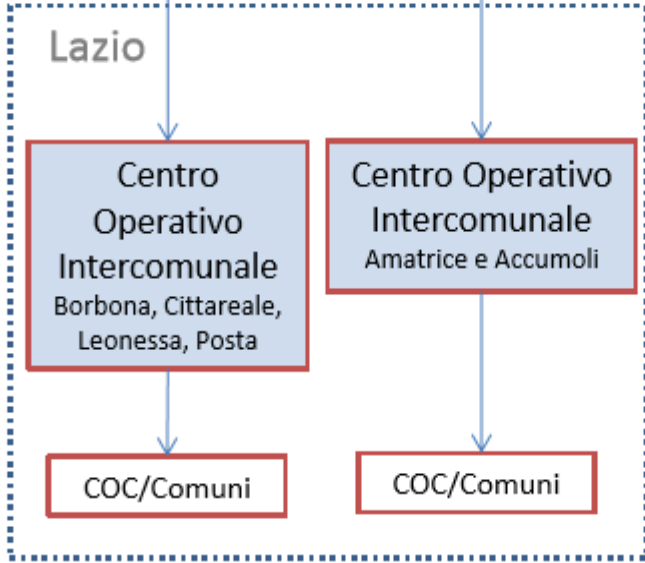 Lazio
Centro
Operativo
Intercomunale
Borbona, Cittareale,
Leonessa, Posta
Centro Operativo
Intercomunale
Amatrice e Accumoli
COC/Comuni
COC/Comuni